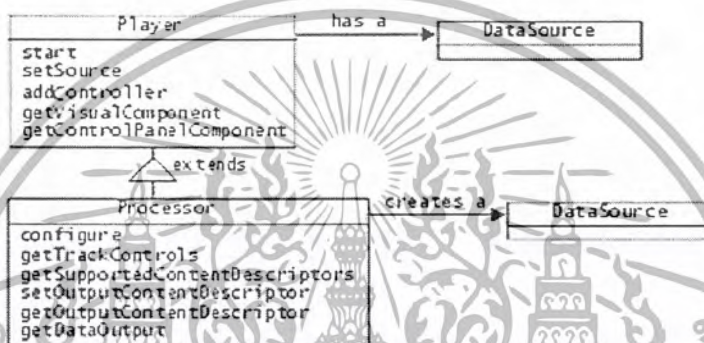 Player
has a
DataSource
start
setSource
addController
getVisualComponent
getControlPanelComponent
extends
Processor
creates a
DataSource
configure
getTrackControls
getSupportedContentDescriptors
setOutputContentDescriptor
getOutputContentDescriptor
getDataOutput